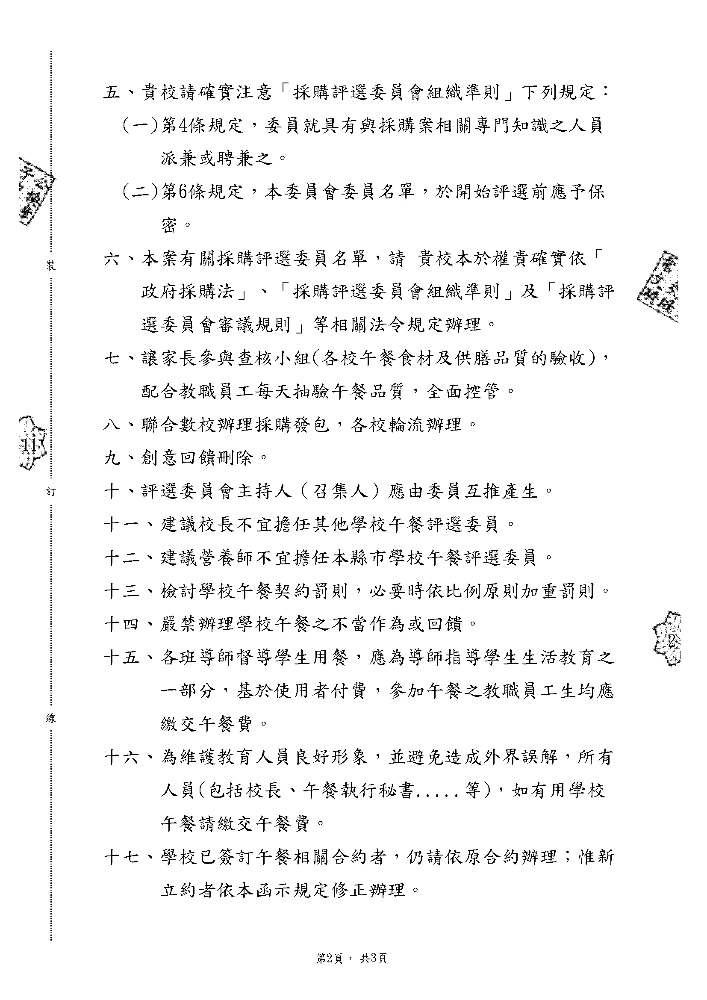 五、貴校請確實注意「採購評選委員會組織準則」下列規定：
(一)第4條規定，委員就具有與採購案相關專門知識之人員
派兼或聘兼之。
(二)第6條規定，本委員會委員名單，於開始評選前應予保
密。
六、本案有關採購評選委員名單，請 貴校本於權責確實依「
政府採購法」、「採購評選委員會組織準則」及「採購評
選委員會審議規則」等相關法令規定辦理。
七、讓家長參與查核小組(各校午餐食材及供膳品質的驗收)，
配合教職員工每天抽驗午餐品質，全面控管。
八、聯合數校辦理採購發包，各校輪流辦理。
九、創意回饋刪除。
十、評選委員會主持人（召集人）應由委員互推產生。
十一、建議校長不宜擔任其他學校午餐評選委員。
十二、建議營養師不宜擔任本縣市學校午餐評選委員。
十三、檢討學校午餐契約罰則，必要時依比例原則加重罰則。
十四、嚴禁辦理學校午餐之不當作為或回饋。
十五、各班導師督導學生用餐，應為導師指導學生生活教育之
一部分，基於使用者付費，參加午餐之教職員工生均應
繳交午餐費。
十六、為維護教育人員良好形象，並避免造成外界誤解，所有
人員(包括校長、午餐執行秘書.....等)，如有用學校
午餐請繳交午餐費。
十七、學校已簽訂午餐相關合約者，仍請依原合約辦理；惟新
立約者依本函示規定修正辦理。
裝
訂
線
子公
11
文交
2
第2頁， 共3頁